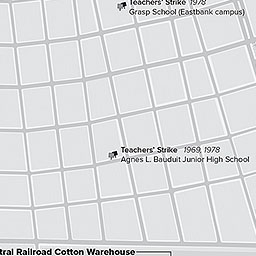 Teachers' Strike 1978
Grasp School (Eastbank campus)
Teachers' Strike 1969, 1978
Agnes L. Bauduit Junior High School
tral Railroad Cotton Warehouse